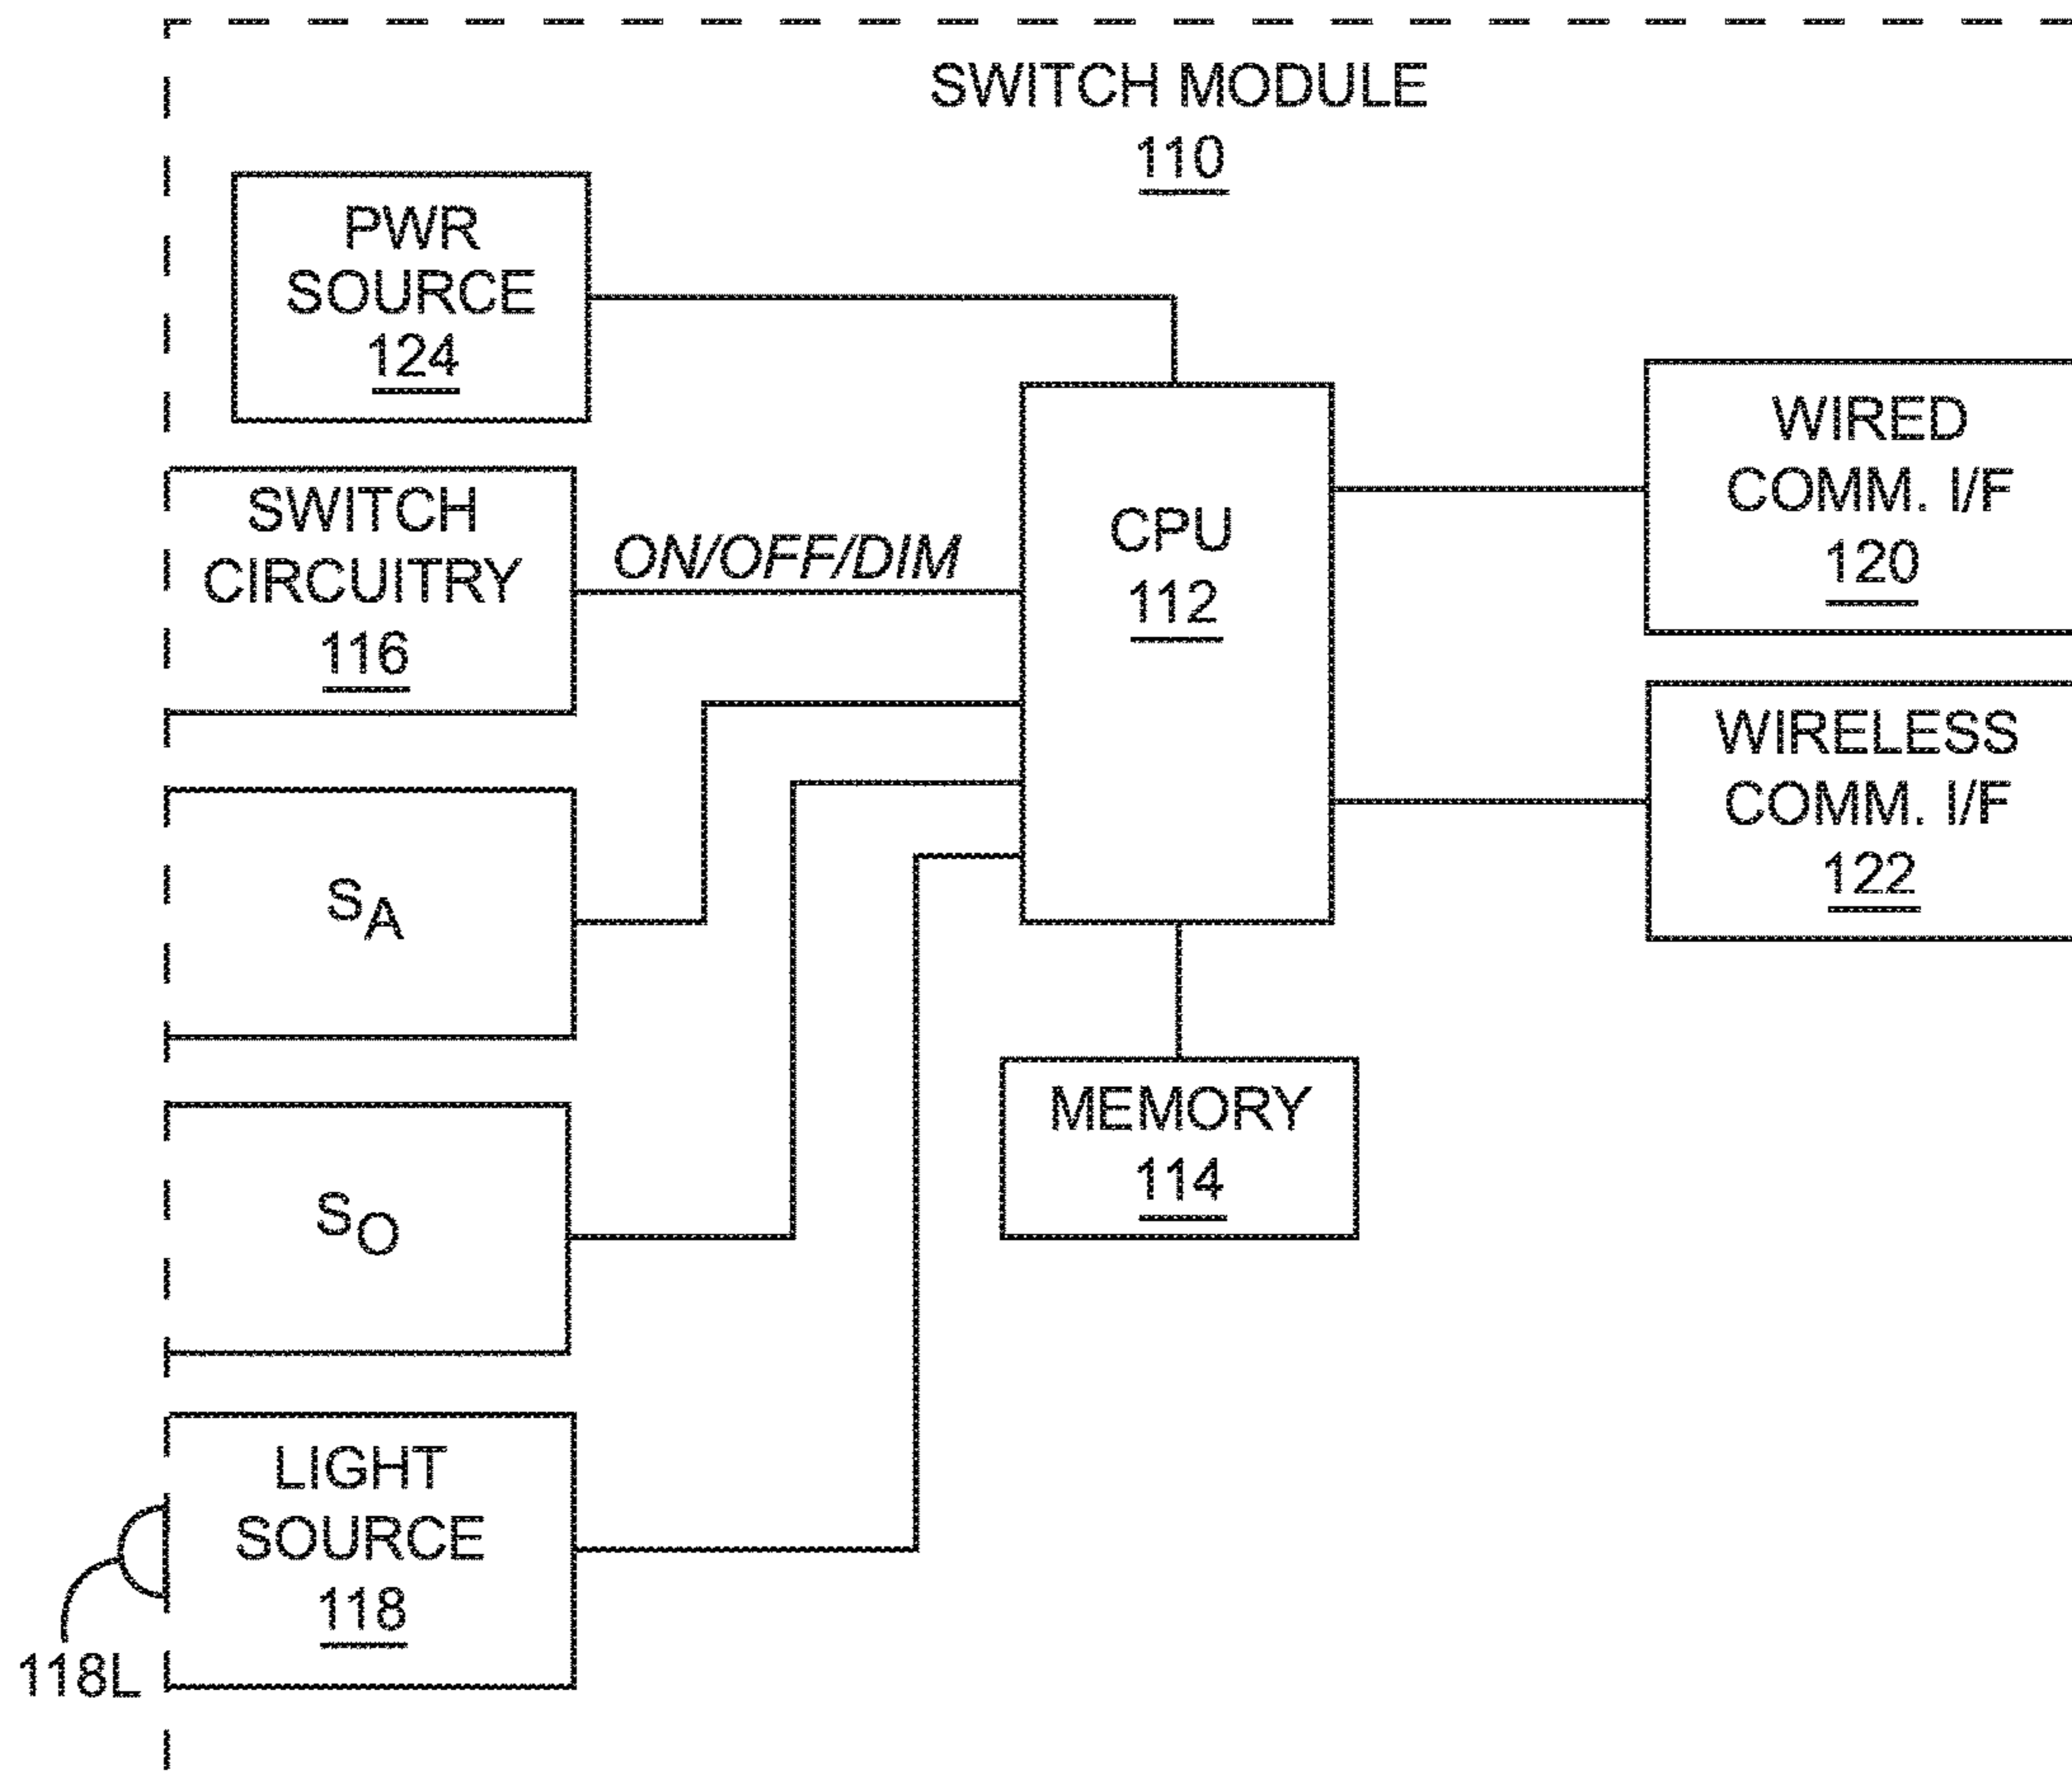 SWITCH MODULE
110
PWR
SOURCE
124
SWITCH
CIRCUITRY
116
ON/OFF/DIM
CPU
112
WIRED
COMM. I/F
120
WIRELESS
COMM. I/F
122
SA
MEMORY
114
SO
LIGHT
SOURCE
118
118L